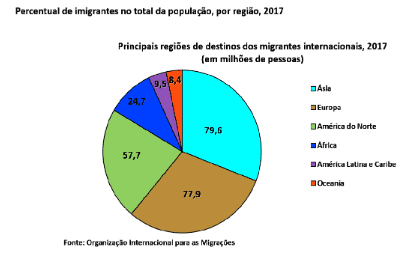 Percentual de imigrantes no total da população, por região, 2017
Principais regiões de destinos dos migrantes internacionais, 2017
(em milhões de pessoas)
9,5
8,4
24,7
79,6
57,7
77,9
Ásia
Europa
América do Norte
África
América Latina e Caribe
Oceania
Fonte: Organização Internacional para as Migrações